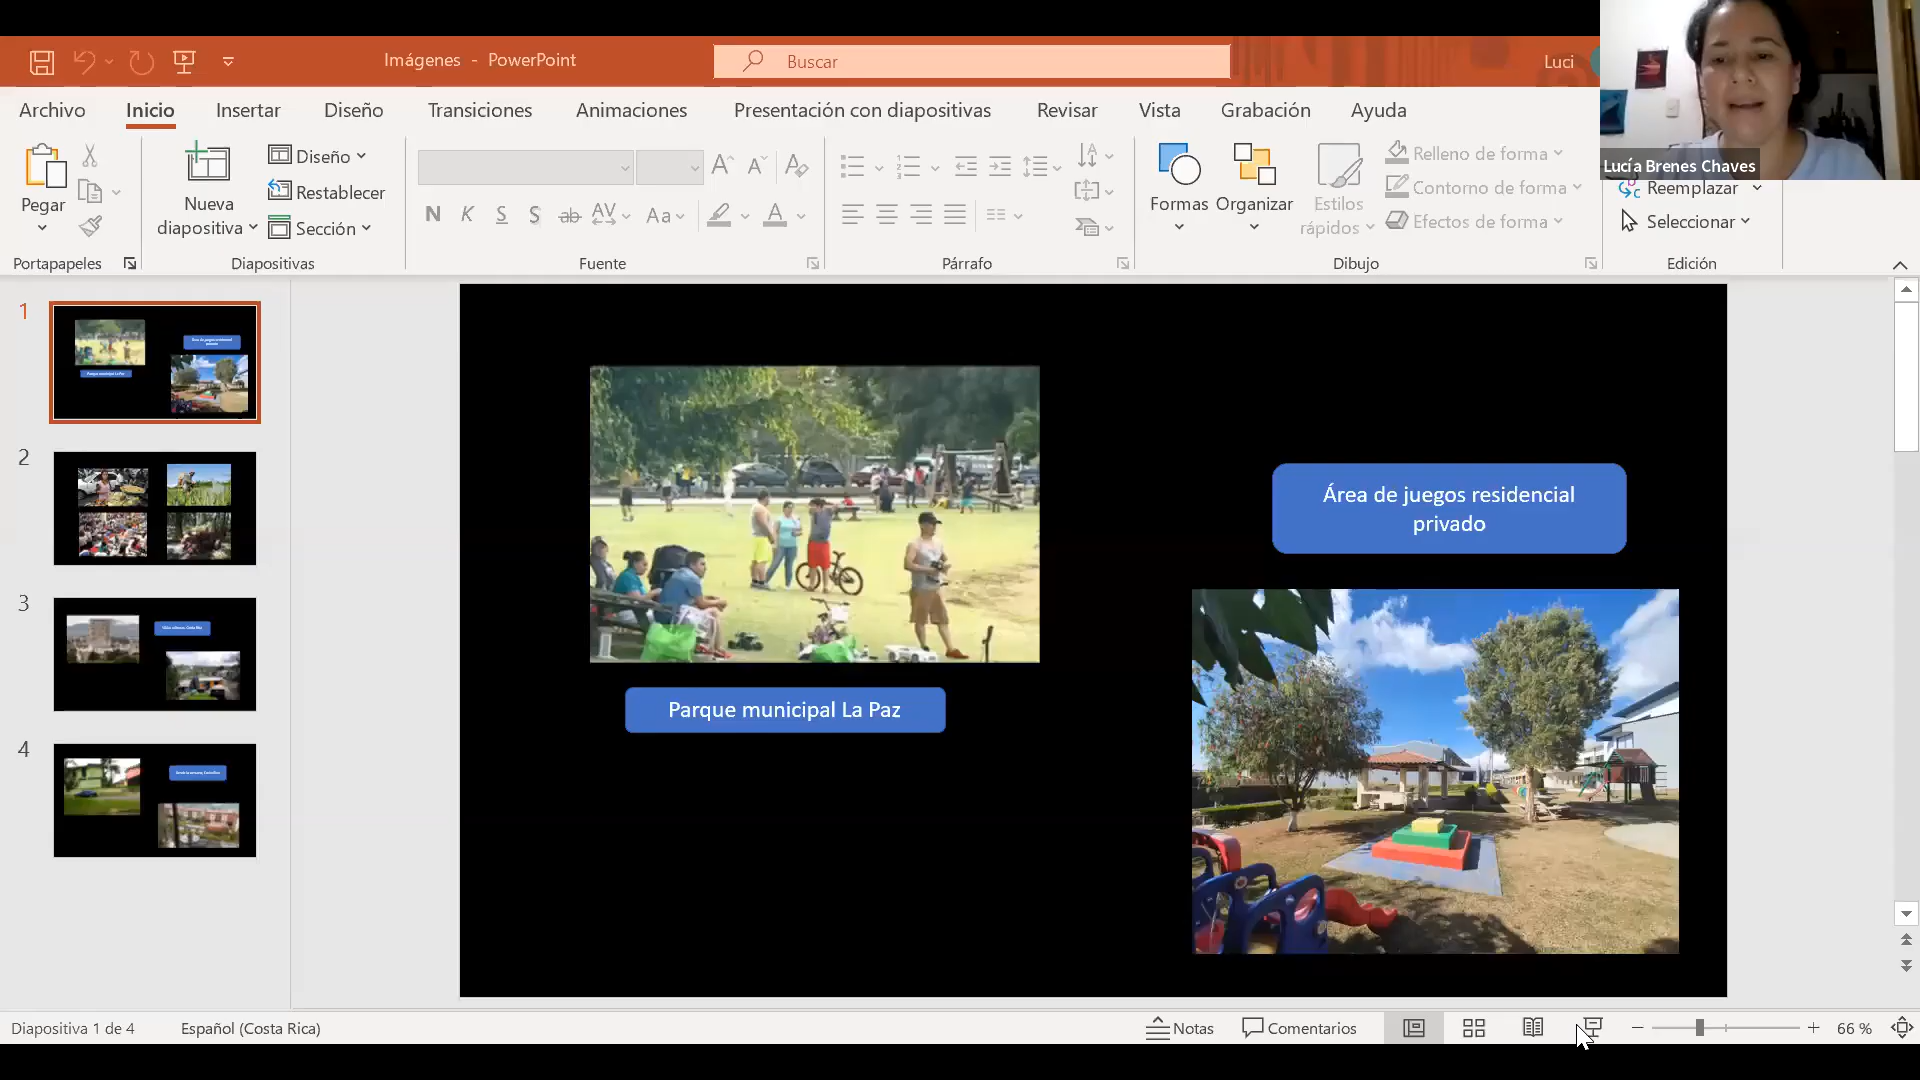 Imágenes - PowerPoint
Buscar
Luci
Archivo
Inicio
Insertar
Diseño
Transiciones
Animaciones
Presentación con diapositivas
Revisar
Vista
Grabación
Ayuda
Pegar
Portapapeles
Nueva
diapositiva
Diseño
Restablecer
Sección
Diapositivas
N K S S ab AV Aa A
Fuente
Párrafo
Formas
Organizar
Estilos
rápidos
Relleno de forma
Contorno de forma
Efectos de forma
Dibujo
Lucía Brenes Chaves
Reemplazar
Seleccionar
Edición
1
2
3
4
Parque municipal La Paz
Área de juegos residencial
privado
Diapositiva 1 de 4
Español (Costa Rica)
Notas
Comentarios
66 %